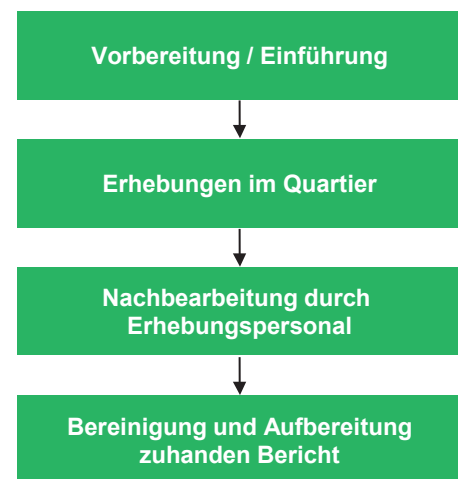 Vorbereitung / Einführung
Erhebungen im Quartier
Nachbearbeitung durch
Erhebungspersonal
Bereinigung und Aufbereitung
zuhanden Bericht